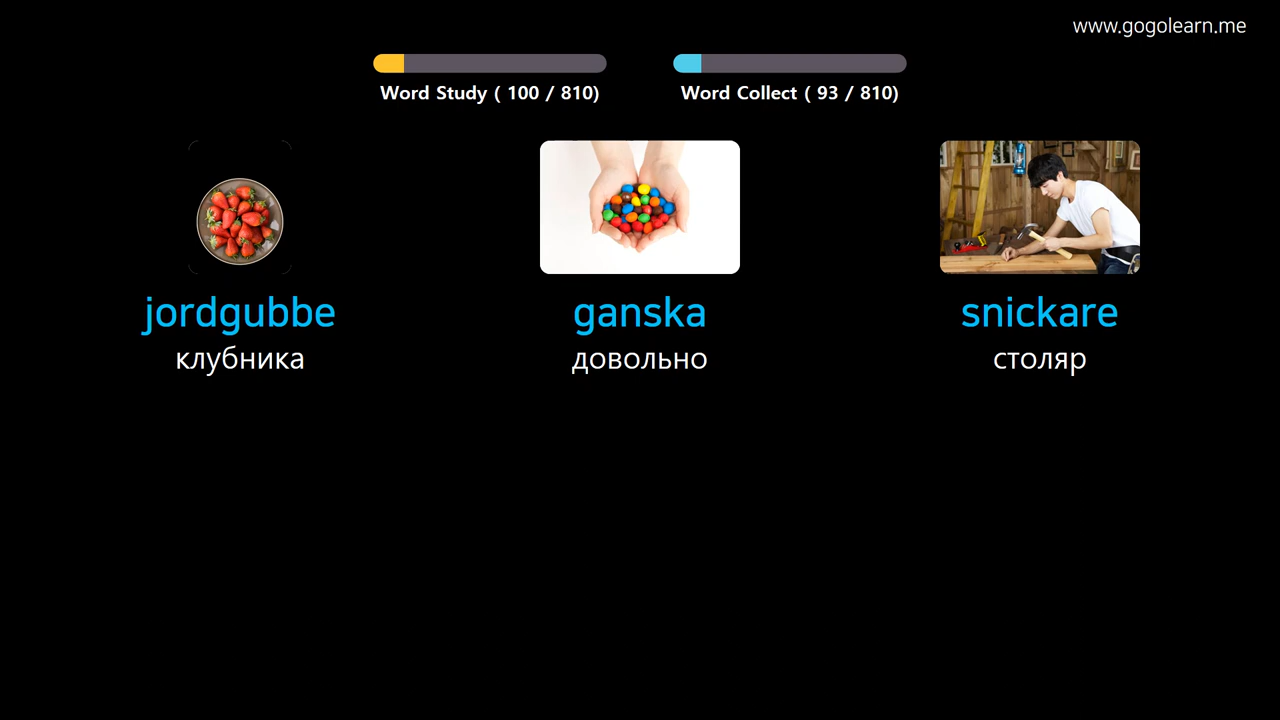 www.gogolearn.me
Word Study ( 100 / 810)
Word Collect ( 93 / 810)
jordgubbe
ganska
snickare
клубника
довольно
столяр